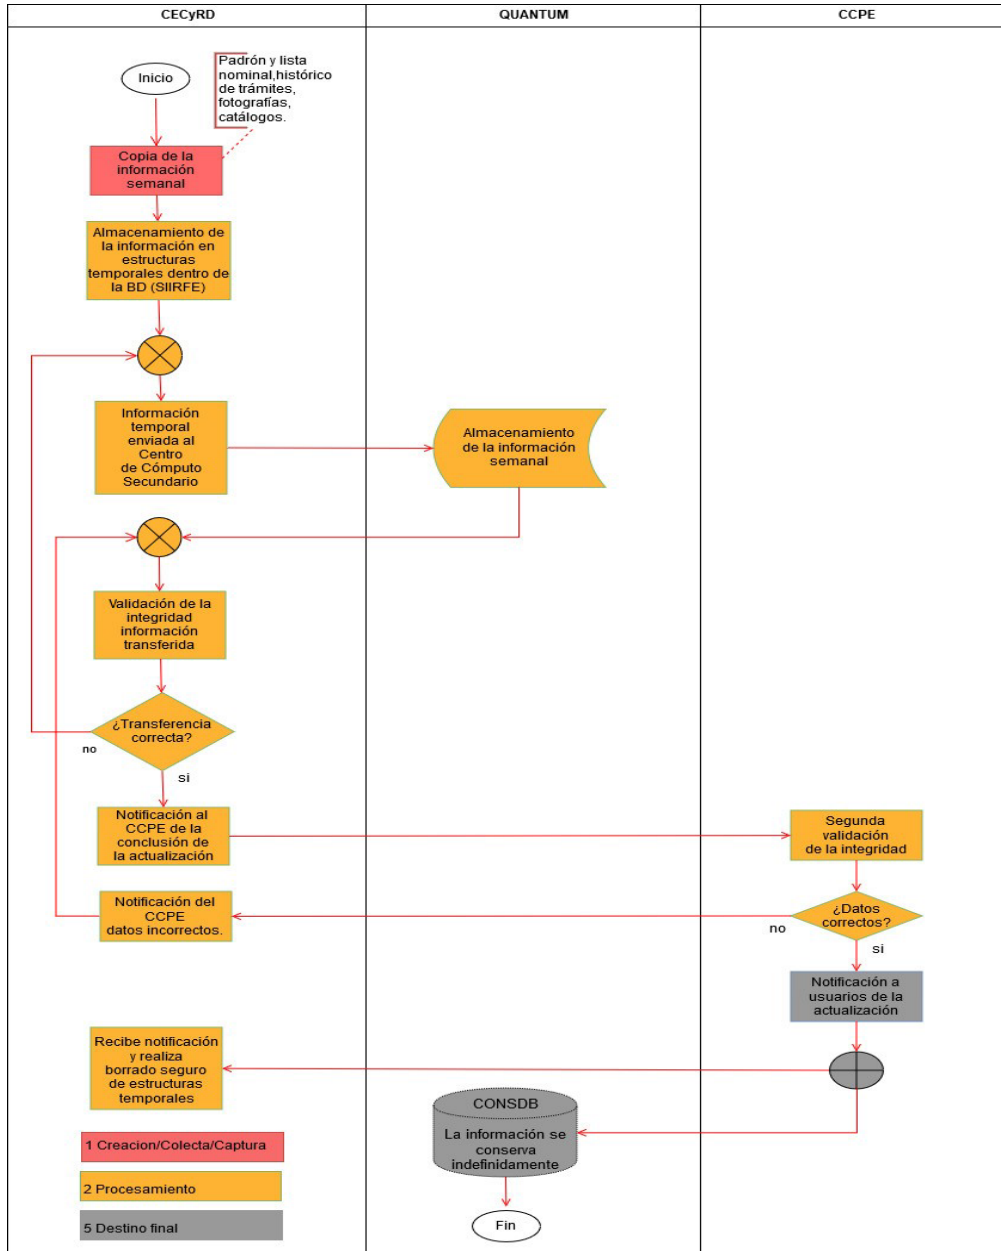 CECyRD
QUANTUM
CCPE
Inicio
Padrón y lista
nominal,histórico
de trámites,
fotografías,
catálogos.
Copia de la
información
semanal
Almacenamiento de
la información en
estructuras
temporales dentro de
la BD (SIIRFE)
Información
temporal
enviada al
Centro
de Cómputo
Secundario
Almacenamiento
de la información
semanal
Validación de la
integridad
información
transferida
¿Transferencia
correcta?
no
si
Notificación al
CCPE de la
conclusión de
la actualización
Segunda
validación
de la integridad
Notificación del
CCPE
datos incorrectos.
¿Datos
correctos?
no
si
Notificación a
usuarios de la
actualización
Recibe notificación
y realiza
borrado seguro
de estructuras
temporales
CONSDB
La información se
conserva
indefinidamente
Fin
1 Creacion/Colecta/Captura
2 Procesamiento
5 Destino final